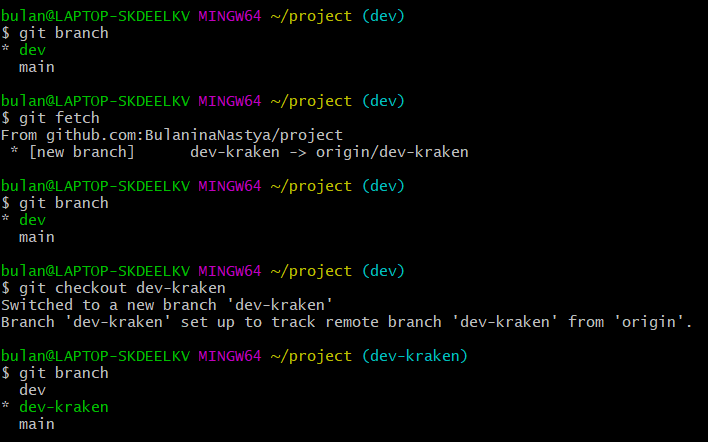 bulan@LAPTOP-SKDEELKV MINGW64 ~/project (dev)
$ git branch
* dev
  main

bulan@LAPTOP-SKDEELKV MINGW64 ~/project (dev)
$ git fetch
From github.com:BulaninaNastya/project
 * [new branch]      dev-kraken -> origin/dev-kraken

bulan@LAPTOP-SKDEELKV MINGW64 ~/project (dev)
$ git branch
* dev
  main

bulan@LAPTOP-SKDEELKV MINGW64 ~/project (dev)
$ git checkout dev-kraken
Switched to a new branch 'dev-kraken'
Branch 'dev-kraken' set up to track remote branch 'dev-kraken' from 'origin'.

bulan@LAPTOP-SKDEELKV MINGW64 ~/project (dev-kraken)
$ git branch
  dev
* dev-kraken
  main